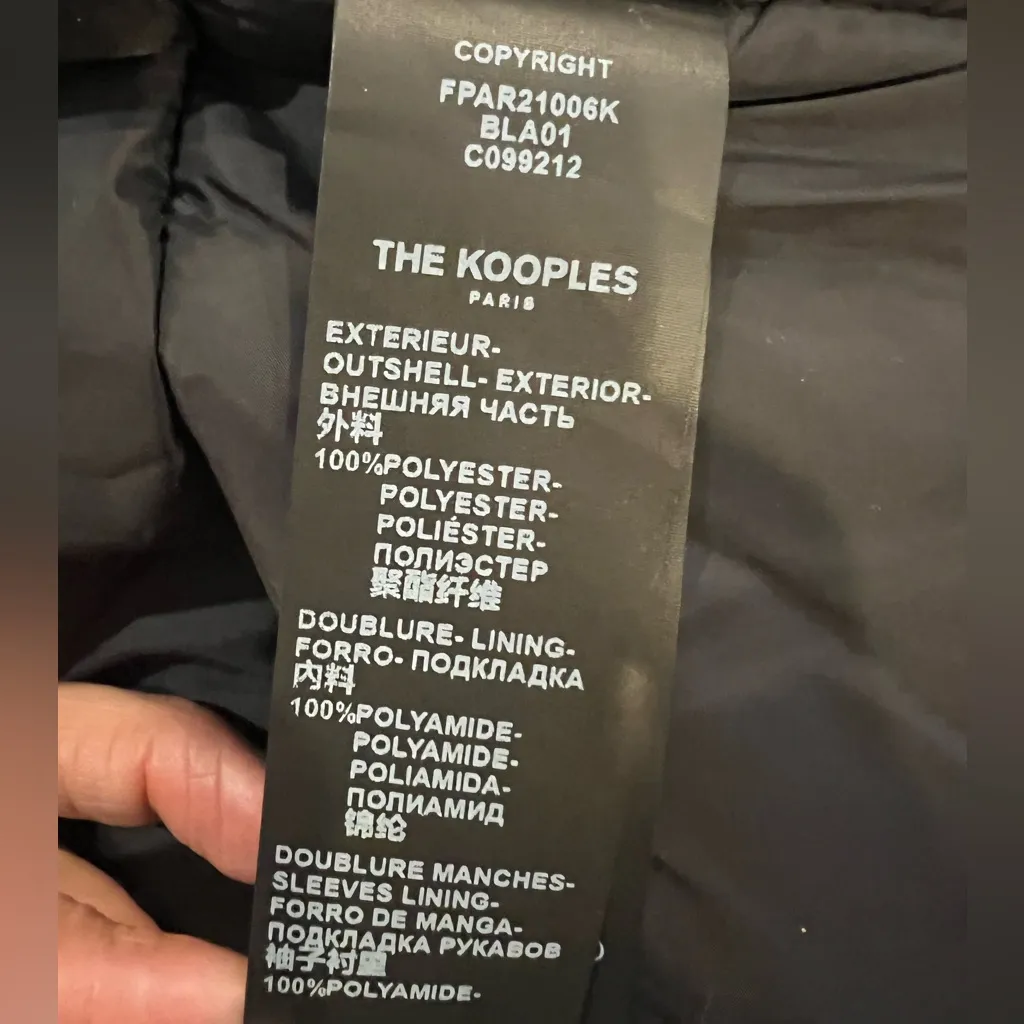 COPYRIGHT
FPAR21006K
BLA01
C099212
THE KOOPLES
PARIS
EXTERIEUR-
OUTSHELL- EXTERIOR-
ВНЕШНЯЯ ЧАСТЬ
外料
100%POLYESTER-
POLYESTER-
POLIÉSTER-
ПОЛИЭСТЕР
聚酯纤维
DOUBLURE- LINING-
FORRO- ПОДКЛАДКА
内料
100%POLYAMIDE-
POLYAMIDE-
POLIAMIDA-
ПОЛИАМИД
锦纶
DOUBLURE MANCHES-
SLEEVES LINING-
FORRO DE MANGA-
ПОДКЛАДКА РУКАВОВ
袖子衬里
100%POLYAMIDE-